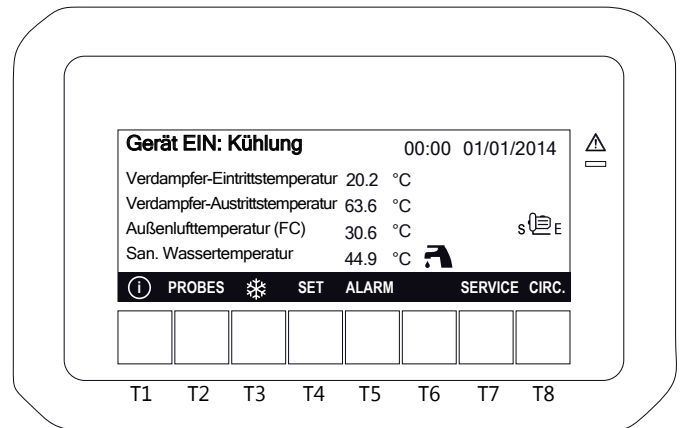 Gerät EIN: Kühlung 00:00 01/01/2014
Verdampfer-Eintrittstemperatur 20.2 °C
Verdampfer-Austrittstemperatur 63.6 °C
Außenlufttemperatur (FC) 30.6 °C S E
San. Wassertemperatur 44.9 °C
i PROBES SET ALARM SERVICE CIRC.
T1 T2 T3 T4 T5 T6 T7 T8